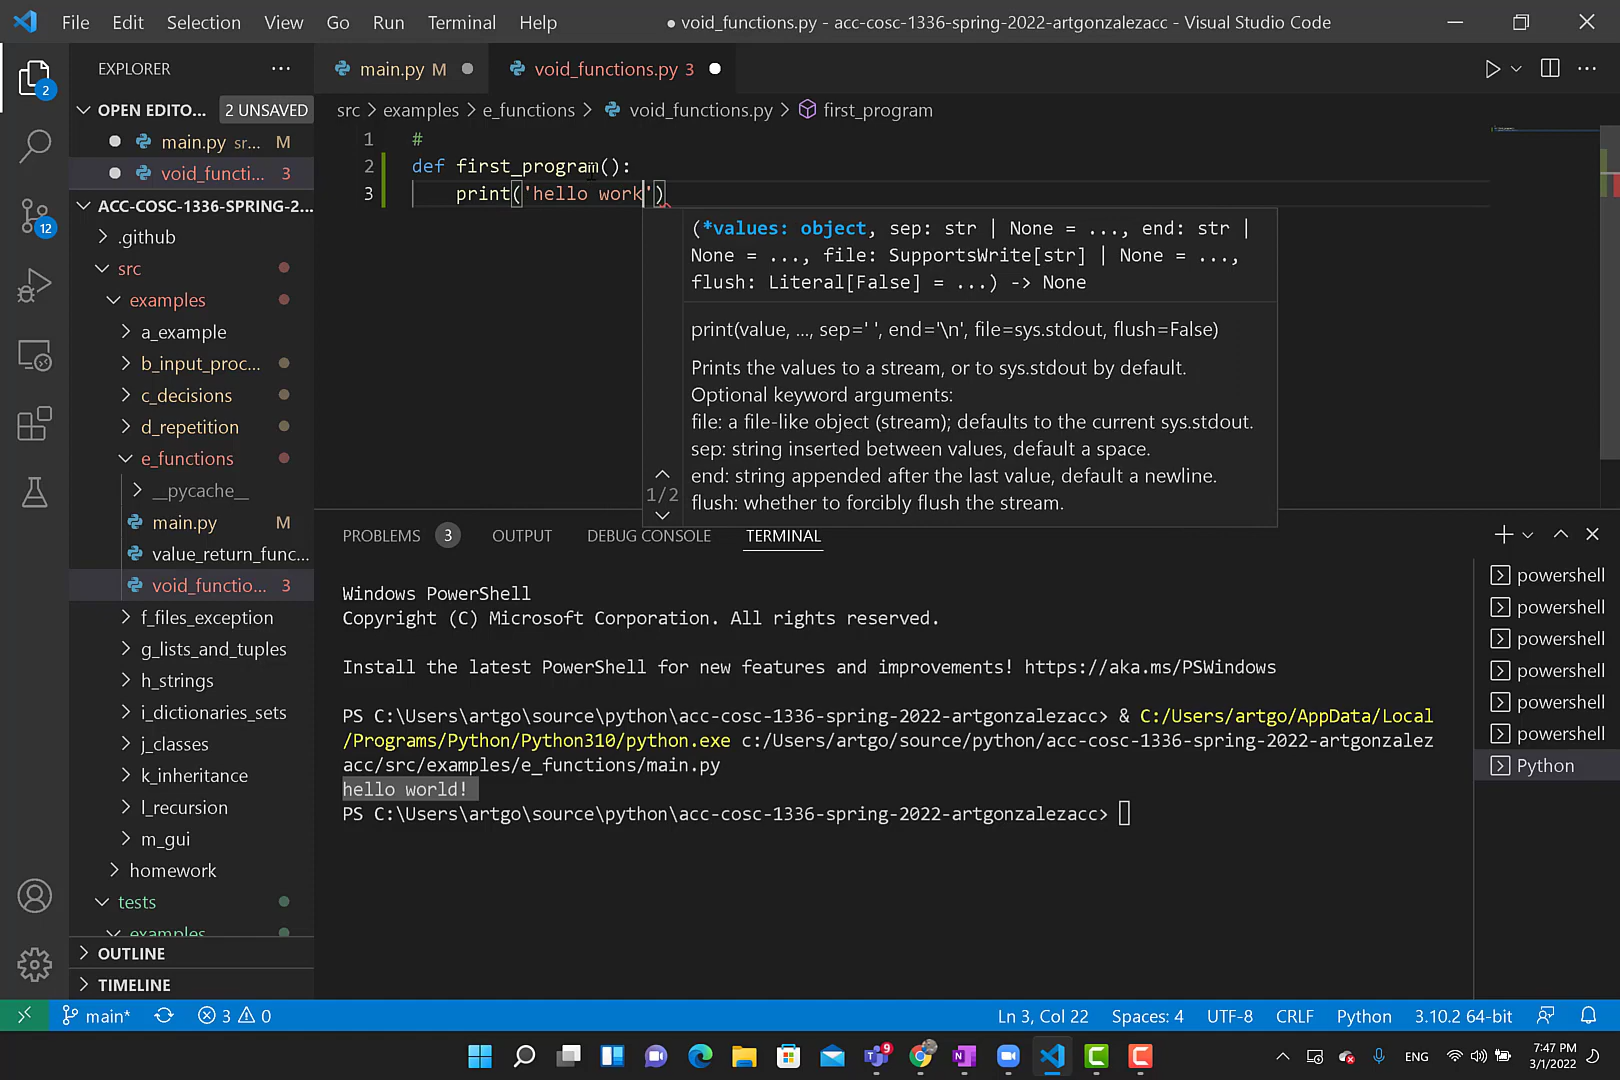 File Edit Selection View Go Run Terminal Help ● void_functions.py - acc-cosc-1336-spring-2022-artgonzalezacc - Visual Studio Code
EXPLORER ...
main.py M ●
void_functions.py 3 ●
OPEN EDITO... 2 UNSAVED
main.py sr... M
void_functi... 3
ACC-COSC-1336-SPRING-2...
.github
src
examples
a_example
b_input_proc...
c_decisions
d_repetition
e_functions
__pycache__
main.py M
value_return_func...
void_functio... 3
f_files_exception
g_lists_and_tuples
h_strings
i_dictionaries_sets
j_classes
k_inheritance
l_recursion
m_gui
homework
tests
examples
OUTLINE
TIMELINE
2
12
src > examples > e_functions > void_functions.py > first_program
1 #
2 def first_program():
3 print('hello work')
(*values: object, sep: str | None = ..., end: str |
None = ..., file: SupportsWrite[str] | None = ...,
flush: Literal[False] = ...) -> None
print(value, ..., sep=' ', end='\n', file=sys.stdout, flush=False)
Prints the values to a stream, or to sys.stdout by default.
Optional keyword arguments:
file: a file-like object (stream); defaults to the current sys.stdout.
sep: string inserted between values, default a space.
end: string appended after the last value, default a newline.
flush: whether to forcibly flush the stream.
1/2
PROBLEMS 3 OUTPUT DEBUG CONSOLE TERMINAL
Windows PowerShell
Copyright (C) Microsoft Corporation. All rights reserved.
Install the latest PowerShell for new features and improvements! https://aka.ms/PSWindows
PS C:\Users\artgo\source\python\acc-cosc-1336-spring-2022-artgonzalezacc> & C:/Users/artgo/AppData/Local
/Programs/Python/Python310/python.exe c:/Users/artgo/source/python/acc-cosc-1336-spring-2022-artgonzalez
acc/src/examples/e_functions/main.py
hello world!
PS C:\Users\artgo\source\python\acc-cosc-1336-spring-2022-artgonzalezacc>
powershell
powershell
powershell
powershell
powershell
powershell
Python
main* 3 0 Ln 3, Col 22 Spaces: 4 UTF-8 CRLF Python 3.10.2 64-bit
9
ENG
7:47 PM
3/1/2022